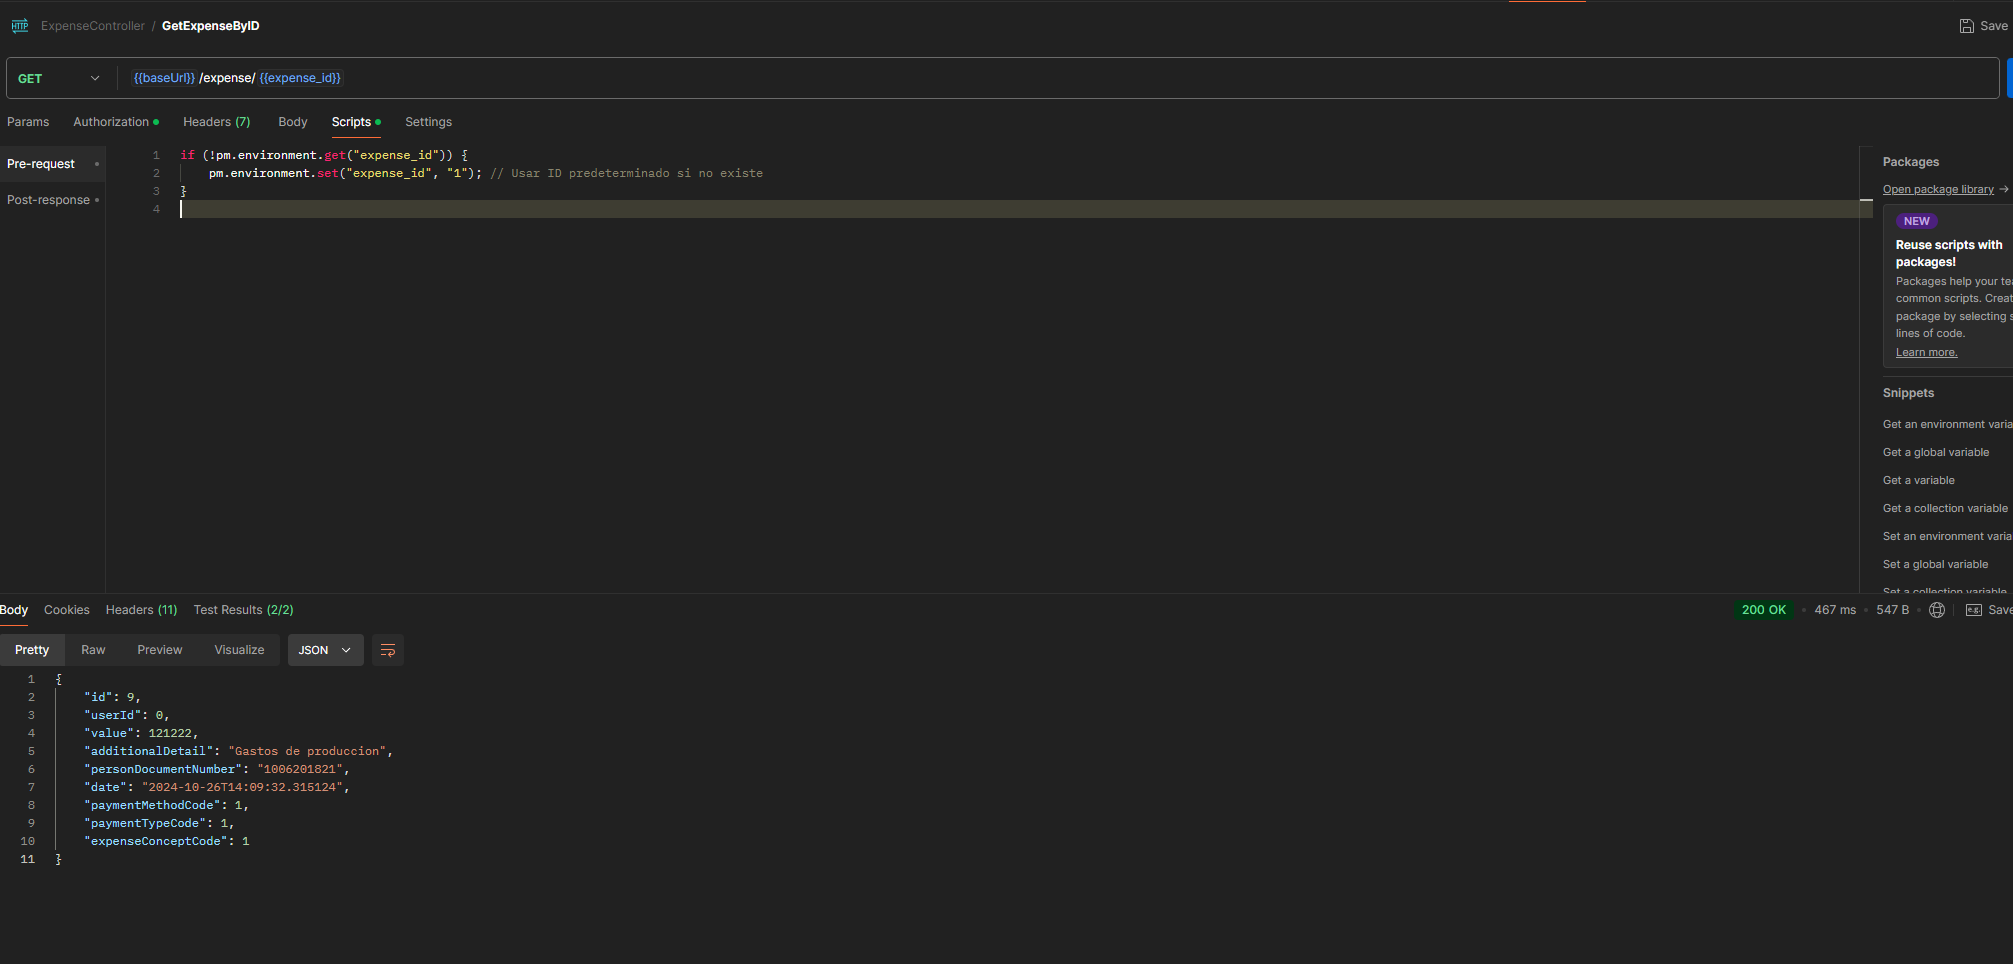 HTTP ExpenseController / GetExpenseByID
Save
GET {{baseUrl}} /expense/ {{expense_id}}
Params Authorization Headers (7) Body Scripts Settings
Pre-request
Post-response
1 if (!pm.environment.get("expense_id")) {
2 pm.environment.set("expense_id", "1"); // Usar ID predeterminado si no existe
3 }
4
Packages
Open package library →
NEW
Reuse scripts with
packages!
Packages help your tea
common scripts. Creat
package by selecting s
lines of code.
Learn more.
Snippets
Get an environment varia
Get a global variable
Get a variable
Get a collection variable
Set an environment varia
Set a global variable
Set a collection variable
Body Cookies Headers (11) Test Results (2/2)
200 OK • 467 ms • 547 B • e.g. Save
Pretty Raw Preview Visualize JSON
1 {
2 "id": 9,
3 "userId": 0,
4 "value": 121222,
5 "additionalDetail": "Gastos de produccion",
6 "personDocumentNumber": "1006201821",
7 "date": "2024-10-26T14:09:32.315124",
8 "paymentMethodCode": 1,
9 "paymentTypeCode": 1,
10 "expenseConceptCode": 1
11 }